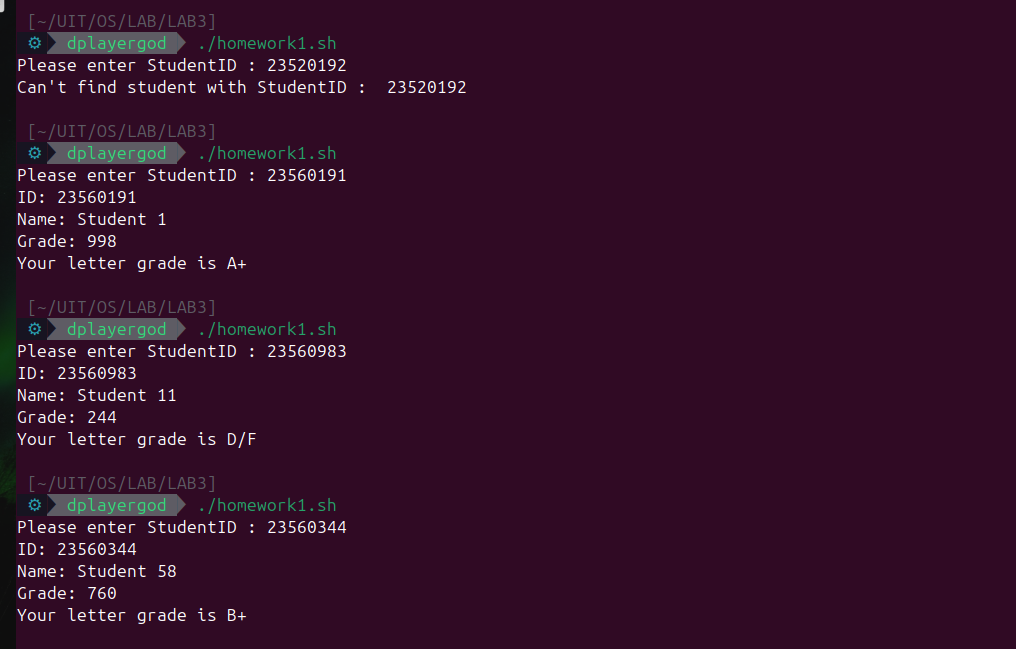 [~/UIT/OS/LAB/LAB3]
⚙ dplayergod ./homework1.sh
Please enter StudentID : 23520192
Can't find student with StudentID :  23520192
[~/UIT/OS/LAB/LAB3]
⚙ dplayergod ./homework1.sh
Please enter StudentID : 23560191
ID: 23560191
Name: Student 1
Grade: 998
Your letter grade is A+
[~/UIT/OS/LAB/LAB3]
⚙ dplayergod ./homework1.sh
Please enter StudentID : 23560983
ID: 23560983
Name: Student 11
Grade: 244
Your letter grade is D/F
[~/UIT/OS/LAB/LAB3]
⚙ dplayergod ./homework1.sh
Please enter StudentID : 23560344
ID: 23560344
Name: Student 58
Grade: 760
Your letter grade is B+